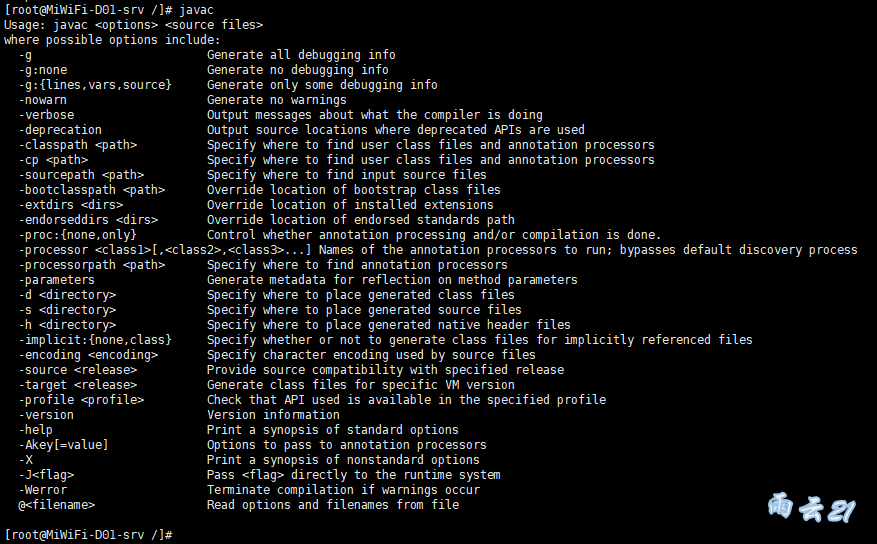 [root@MiWiFi-D01-srv /]# javac
Usage: javac <options> <source files>
where possible options include:
  -g                         Generate all debugging info
  -g:none                    Generate no debugging info
  -g:{lines,vars,source}     Generate only some debugging info
  -nowarn                    Generate no warnings
  -verbose                   Output messages about what the compiler is doing
  -deprecation               Output source locations where deprecated APIs are used
  -classpath <path>          Specify where to find user class files and annotation processors
  -cp <path>                 Specify where to find user class files and annotation processors
  -sourcepath <path>         Specify where to find input source files
  -bootclasspath <path>      Override location of bootstrap class files
  -extdirs <dirs>            Override location of installed extensions
  -endorseddirs <dirs>       Override location of endorsed standards path
  -proc:{none,only}          Control whether annotation processing and/or compilation is done.
  -processor <class1>[,<class2>,<class3>...] Names of the annotation processors to run; bypasses default discovery process
  -processorpath <path>      Specify where to find annotation processors
  -parameters                Generate metadata for reflection on method parameters
  -d <directory>             Specify where to place generated class files
  -s <directory>             Specify where to place generated source files
  -h <directory>             Specify where to place generated native header files
  -implicit:{none,class}     Specify whether or not to generate class files for implicitly referenced files
  -encoding <encoding>       Specify character encoding used by source files
  -source <release>          Provide source compatibility with specified release
  -target <release>          Generate class files for specific VM version
  -profile <profile>         Check that API used is available in the specified profile
  -version                   Version information
  -help                      Print a synopsis of standard options
  -Akey[=value]              Options to pass to annotation processors
  -X                         Print a synopsis of nonstandard options
  -J<flag>                   Pass <flag> directly to the runtime system
  -Werror                    Terminate compilation if warnings occur
  @<filename>                Read options and filenames from file
雨云21
[root@MiWiFi-D01-srv /]#